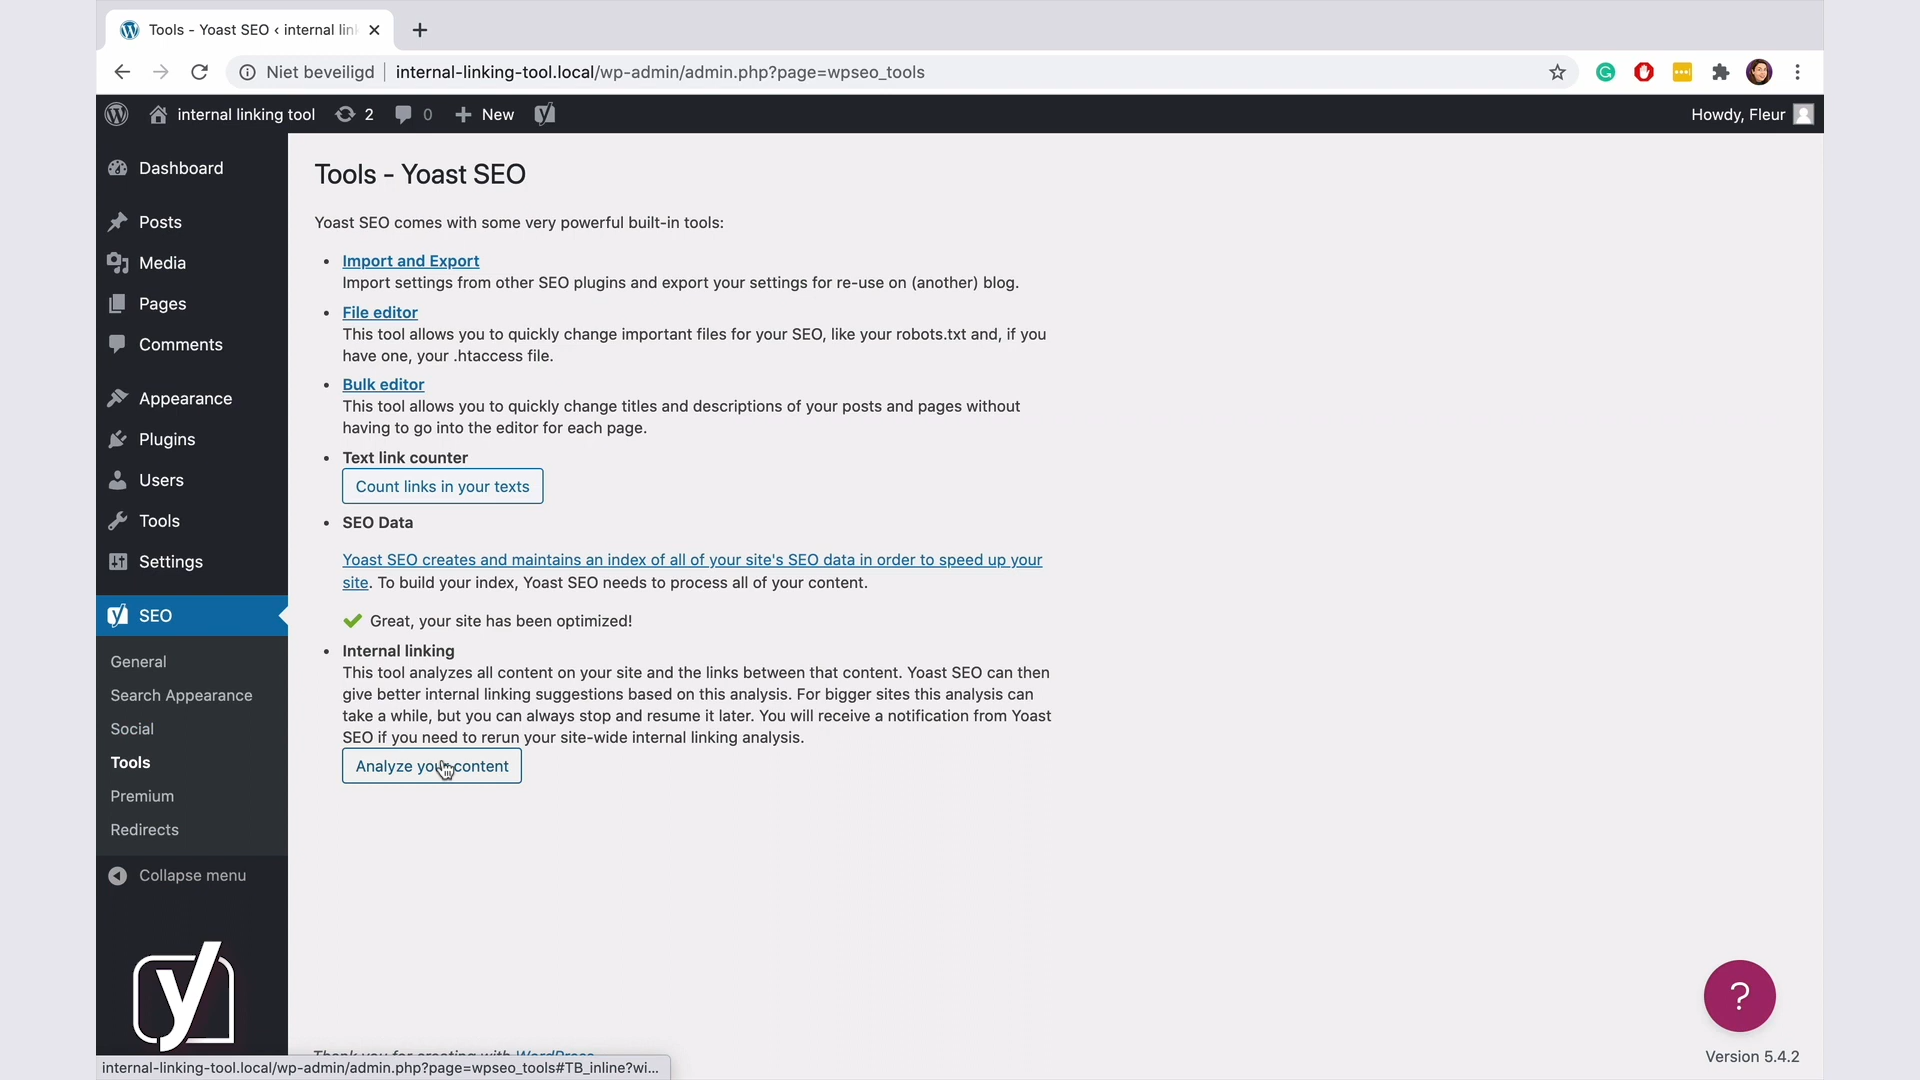 Tools - Yoast SEO ‹ internal lin
Niet beveiligd
internal-linking-tool.local/wp-admin/admin.php?page=wpseo_tools
internal linking tool
2
0
New
Howdy, Fleur
Dashboard
Posts
Media
Pages
Comments
Appearance
Plugins
Users
Tools
Settings
SEO
General
Search Appearance
Social
Tools
Premium
Redirects
Collapse menu
Tools - Yoast SEO
Yoast SEO comes with some very powerful built-in tools:
Import and Export
Import settings from other SEO plugins and export your settings for re-use on (another) blog.
File editor
This tool allows you to quickly change important files for your SEO, like your robots.txt and, if you
have one, your .htaccess file.
Bulk editor
This tool allows you to quickly change titles and descriptions of your posts and pages without
having to go into the editor for each page.
Text link counter
Count links in your texts
SEO Data
Yoast SEO creates and maintains an index of all of your site's SEO data in order to speed up your
site. To build your index, Yoast SEO needs to process all of your content.
Great, your site has been optimized!
Internal linking
This tool analyzes all content on your site and the links between that content. Yoast SEO can then
give better internal linking suggestions based on this analysis. For bigger sites this analysis can
take a while, but you can always stop and resume it later. You will receive a notification from Yoast
SEO if you need to rerun your site-wide internal linking analysis.
Analyze your content
y
?
Thank you for creating with WordPress
Version 5.4.2
internal-linking-tool.local/wp-admin/admin.php?page=wpseo_tools#TB_inline?wi...